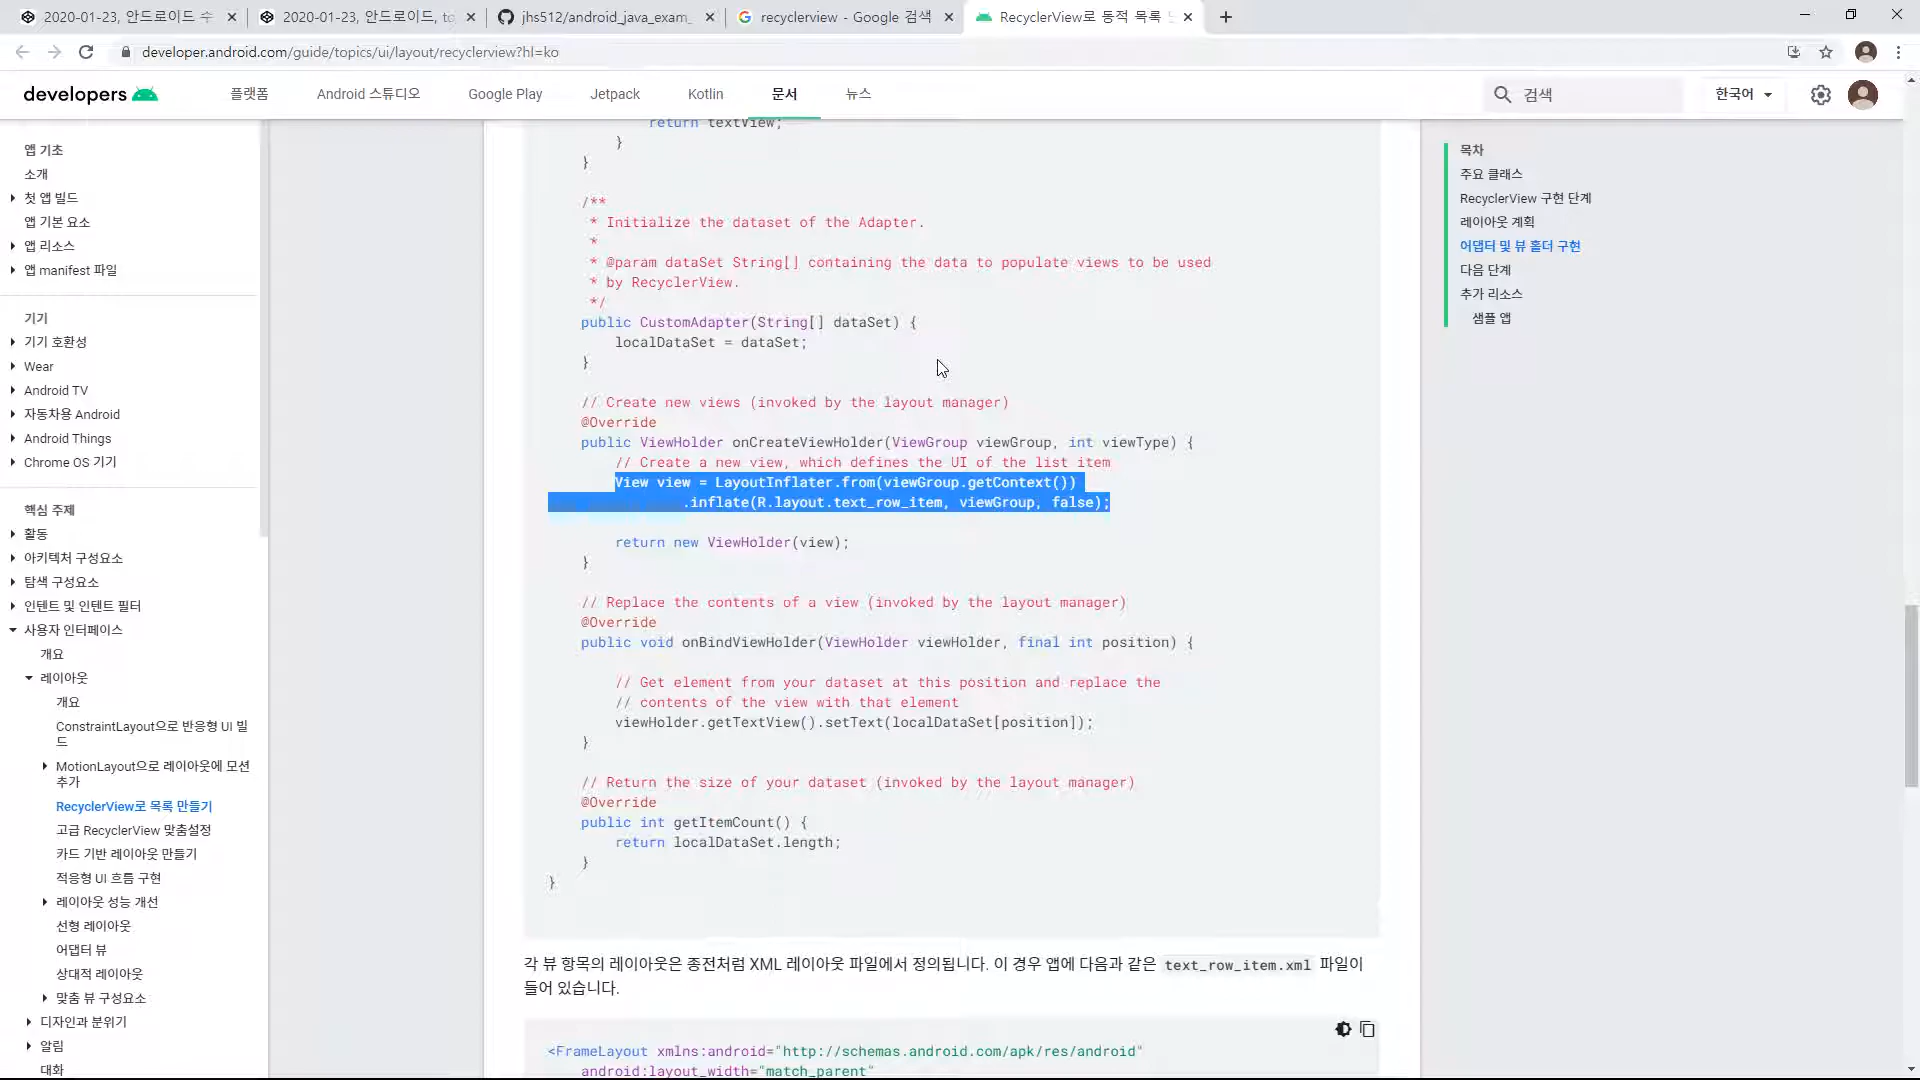 2020-01-23, 안드로이드 수
2020-01-23, 안드로이드, to
jhs512/android_java_exam_
recyclerview - Google 검색
RecyclerView로 동적 목록
developer.android.com/guide/topics/ui/layout/recyclerview?hl=ko
developers
플랫폼
Android 스튜디오
Google Play
Jetpack
Kotlin
문서
뉴스
검색
한국어
앱 기초
소개
첫 앱 빌드
앱 기본 요소
앱 리소스
앱 manifest 파일
기기
기기 호환성
Wear
Android TV
자동차용 Android
Android Things
Chrome OS 기기
핵심 주제
활동
아키텍처 구성요소
탐색 구성요소
인텐트 및 인텐트 필터
사용자 인터페이스
개요
레이아웃
개요
ConstraintLayout으로 반응형 UI 빌
드
MotionLayout으로 레이아웃에 모션
추가
RecyclerView로 목록 만들기
고급 RecyclerView 맞춤설정
카드 기반 레이아웃 만들기
적응형 UI 흐름 구현
레이아웃 성능 개선
선형 레이아웃
어댑터 뷰
상대적 레이아웃
맞춤 뷰 구성요소
디자인과 분위기
알림
대화
return textView;
}
}
/**
* Initialize the dataset of the Adapter.
*
* @param dataSet String[] containing the data to populate views to be used
* by RecyclerView.
*/
public CustomAdapter(String[] dataSet) {
localDataSet = dataSet;
}
// Create new views (invoked by the layout manager)
@Override
public ViewHolder onCreateViewHolder(ViewGroup viewGroup, int viewType) {
// Create a new view, which defines the UI of the list item
View view = LayoutInflater.from(viewGroup.getContext())
.inflate(R.layout.text_row_item, viewGroup, false);
return new ViewHolder(view);
}
// Replace the contents of a view (invoked by the layout manager)
@Override
public void onBindViewHolder(ViewHolder viewHolder, final int position) {
// Get element from your dataset at this position and replace the
// contents of the view with that element
viewHolder.getTextView().setText(localDataSet[position]);
}
// Return the size of your dataset (invoked by the layout manager)
@Override
public int getItemCount() {
return localDataSet.length;
}
}
각 뷰 항목의 레이아웃은 종전처럼 XML 레이아웃 파일에서 정의됩니다. 이 경우 앱에 다음과 같은 text_row_item.xml 파일이
들어 있습니다.
<FrameLayout xmlns:android="http://schemas.android.com/apk/res/android"
android:layout_width="match_parent"
목차
주요 클래스
RecyclerView 구현 단계
레이아웃 계획
어댑터 및 뷰 홀더 구현
다음 단계
추가 리소스
샘플 앱